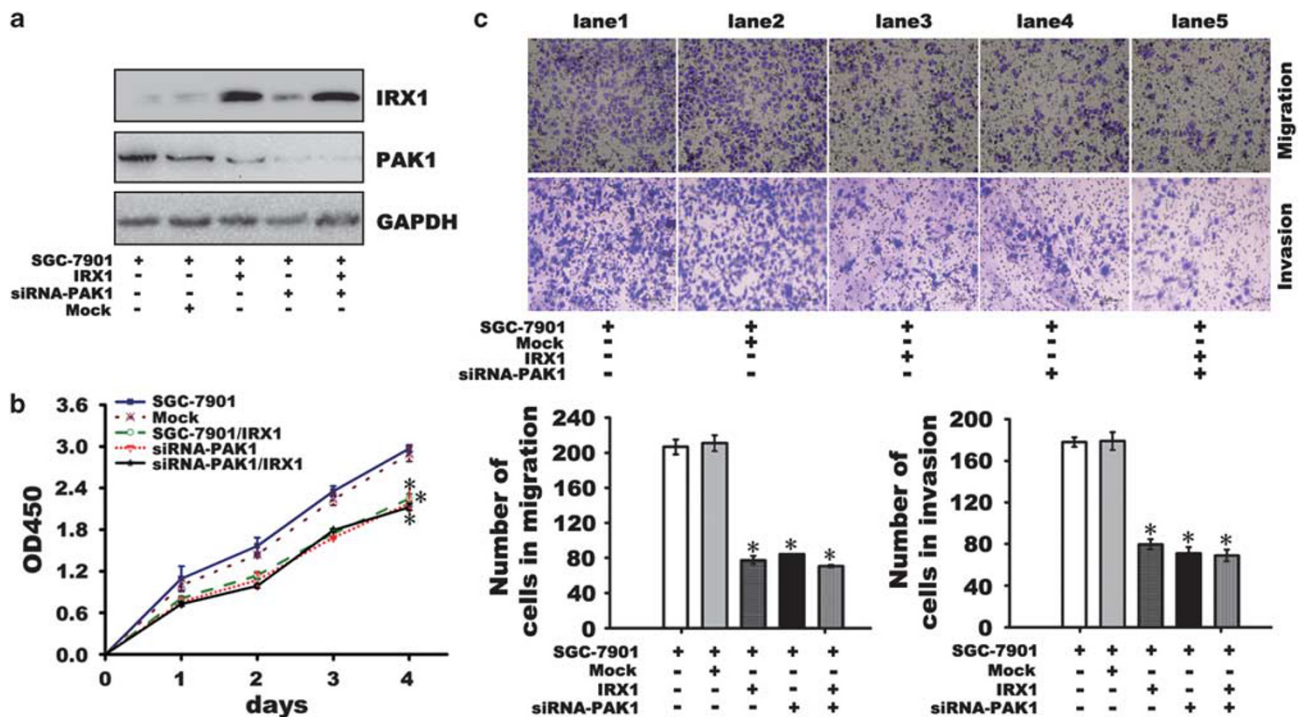 a
IRX1
PAK1
GAPDH
SGC-7901 + + + + +
IRX1 - - + - +
siRNA-PAK1 - - - + +
Mock - + - - -
b
3.6
3.0
2.4
1.8
1.2
0.6
0.0
OD450
0 1 2 3 4
days
SGC-7901
Mock
SGC-7901/IRX1
siRNA-PAK1
siRNA-PAK1/IRX1
*
*
*
c
lane1 lane2 lane3 lane4 lane5
Migration
Invasion
SGC-7901 + + + + +
Mock - + - - -
IRX1 - - + - +
siRNA-PAK1 - - - + +
Number of
cells in migration
240
200
160
120
80
40
0
* * *
SGC-7901 + + + + +
Mock - + - - -
IRX1 - - + - +
siRNA-PAK1 - - - + +
Number of
cells in invasion
200
160
120
80
40
0
* * *
SGC-7901 + + + + +
Mock - + - - -
IRX1 - - + - +
siRNA-PAK1 - - - + +